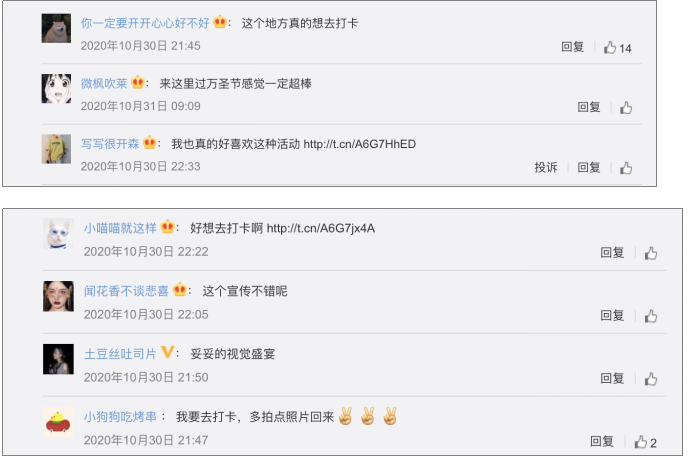 你一定要开开心心好不好： 这个地方真的想去打卡
2020年10月30日 21:45
回复 14
微枫吹莱： 来这里过万圣节感觉一定超棒
2020年10月31日 09:09
回复
写写很开森： 我也真的好喜欢这种活动 http://t.cn/A6G7HhED
2020年10月30日 22:33
投诉 回复
小喵喵就这样： 好想去打卡啊 http://t.cn/A6G7jx4A
2020年10月30日 22:22
回复
闻花香不谈悲喜： 这个宣传不错呢
2020年10月30日 22:05
回复
土豆丝吐司片： 妥妥的视觉盛宴
2020年10月30日 21:50
回复
小狗狗吃烤串： 我要去打卡，多拍点照片回来✌✌✌
2020年10月30日 21:47
回复 2